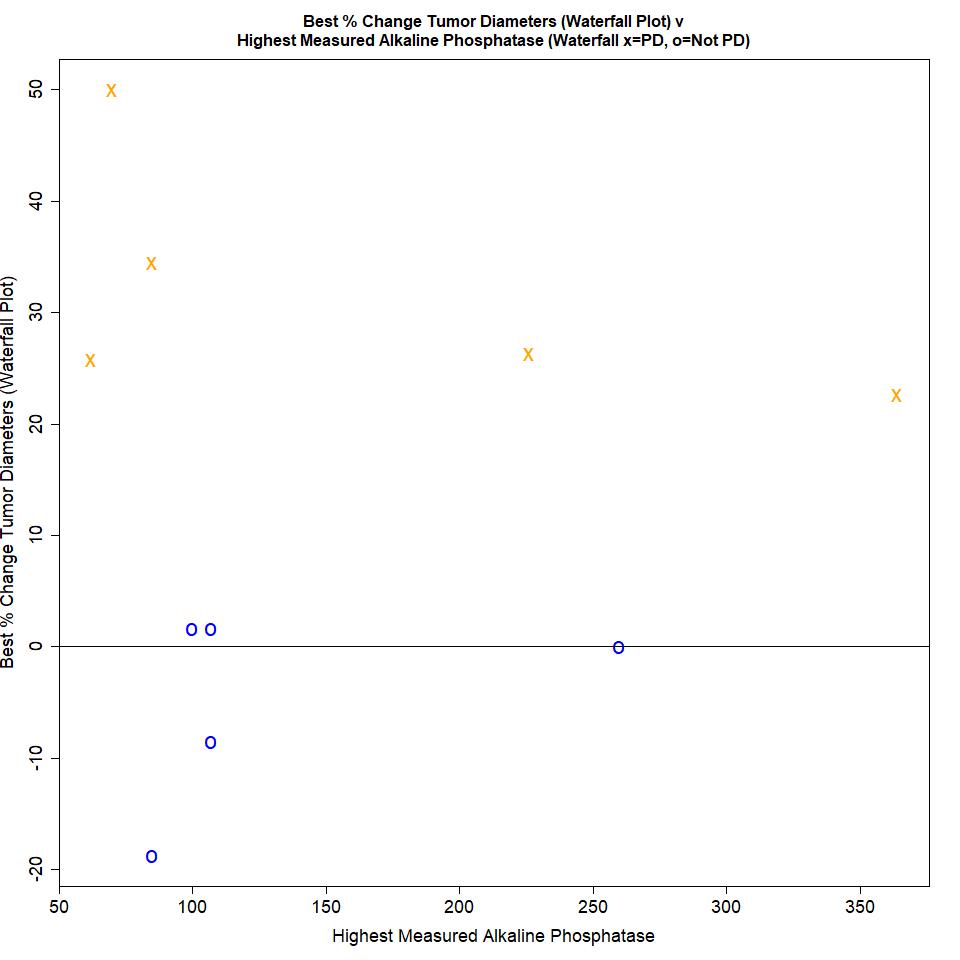 Best % Change Tumor Diameters (Waterfall Plot) v
Highest Measured Alkaline Phosphatase (Waterfall x=PD, o=Not PD)
Best % Change Tumor Diameters (Waterfall Plot)
50
40
30
20
10
0
-10
-20
x
x
x
x
x
o o
o
o
o
50 100 150 200 250 300 350
Highest Measured Alkaline Phosphatase